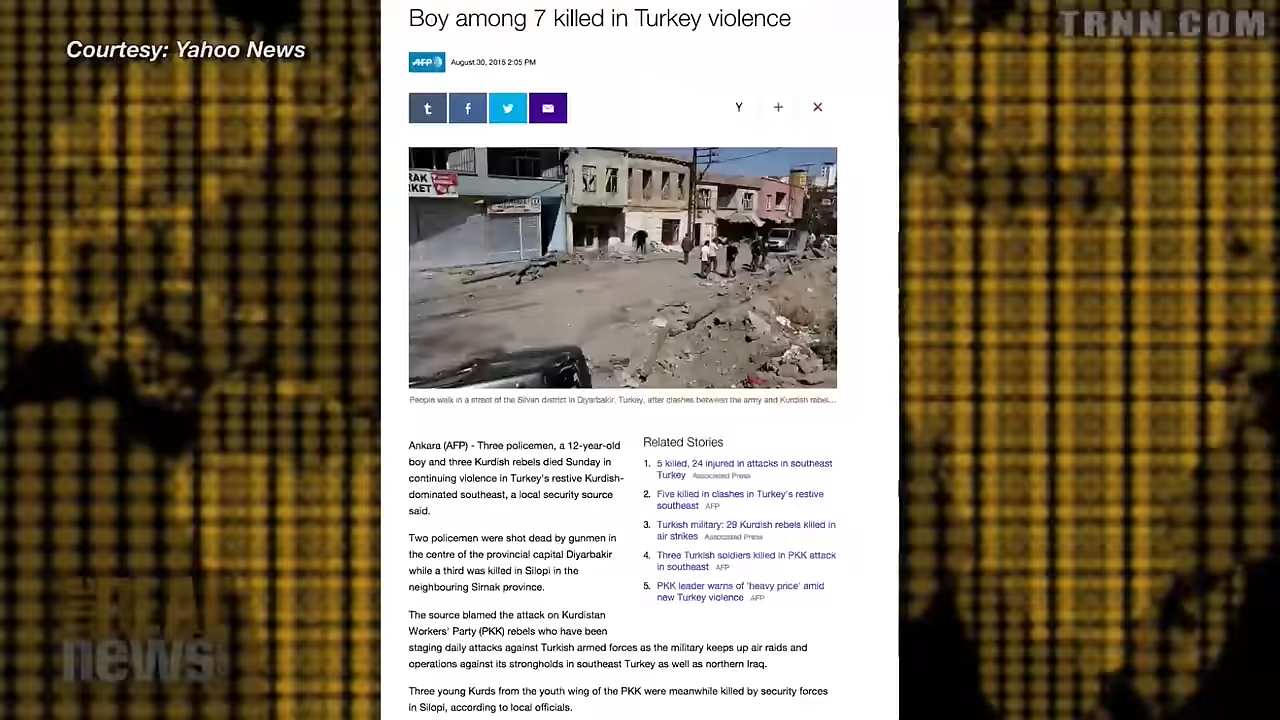 Boy among 7 killed in Turkey violence
TRNN.COM
Courtesy: Yahoo News
AFP
August 30, 2015 2:05 PM
t
f
Y
+
RAK
KET
People walk in a street of the Silvan district in Diyarbakir, Turkey, after clashes between the army and Kurdish rebel...
Ankara (AFP) - Three policemen, a 12-year-old
boy and three Kurdish rebels died Sunday in
continuing violence in Turkey's restive Kurdish-
dominated southeast, a local security source
said.
Two policemen were shot dead by gunmen in
the centre of the provincial capital Diyarbakir
while a third was killed in Silopi in the
neighbouring Sirnak province.
The source blamed the attack on Kurdistan
Workers' Party (PKK) rebels who have been
staging daily attacks against Turkish armed forces as the military keeps up air raids and
operations against its strongholds in southeast Turkey as well as northern Iraq.
Three young Kurds from the youth wing of the PKK were meanwhile killed by security forces
in Silopi, according to local officials.
Related Stories
1. 5 killed, 24 injured in attacks in southeast
Turkey Associated Press
2. Five killed in clashes in Turkey's restive
southeast AFP
3. Turkish military: 29 Kurdish rebels killed in
air strikes Associated Press
4. Three Turkish soldiers killed in PKK attack
in southeast AFP
5. PKK leader warns of 'heavy price' amid
new Turkey violence AFP
THE REAL
news